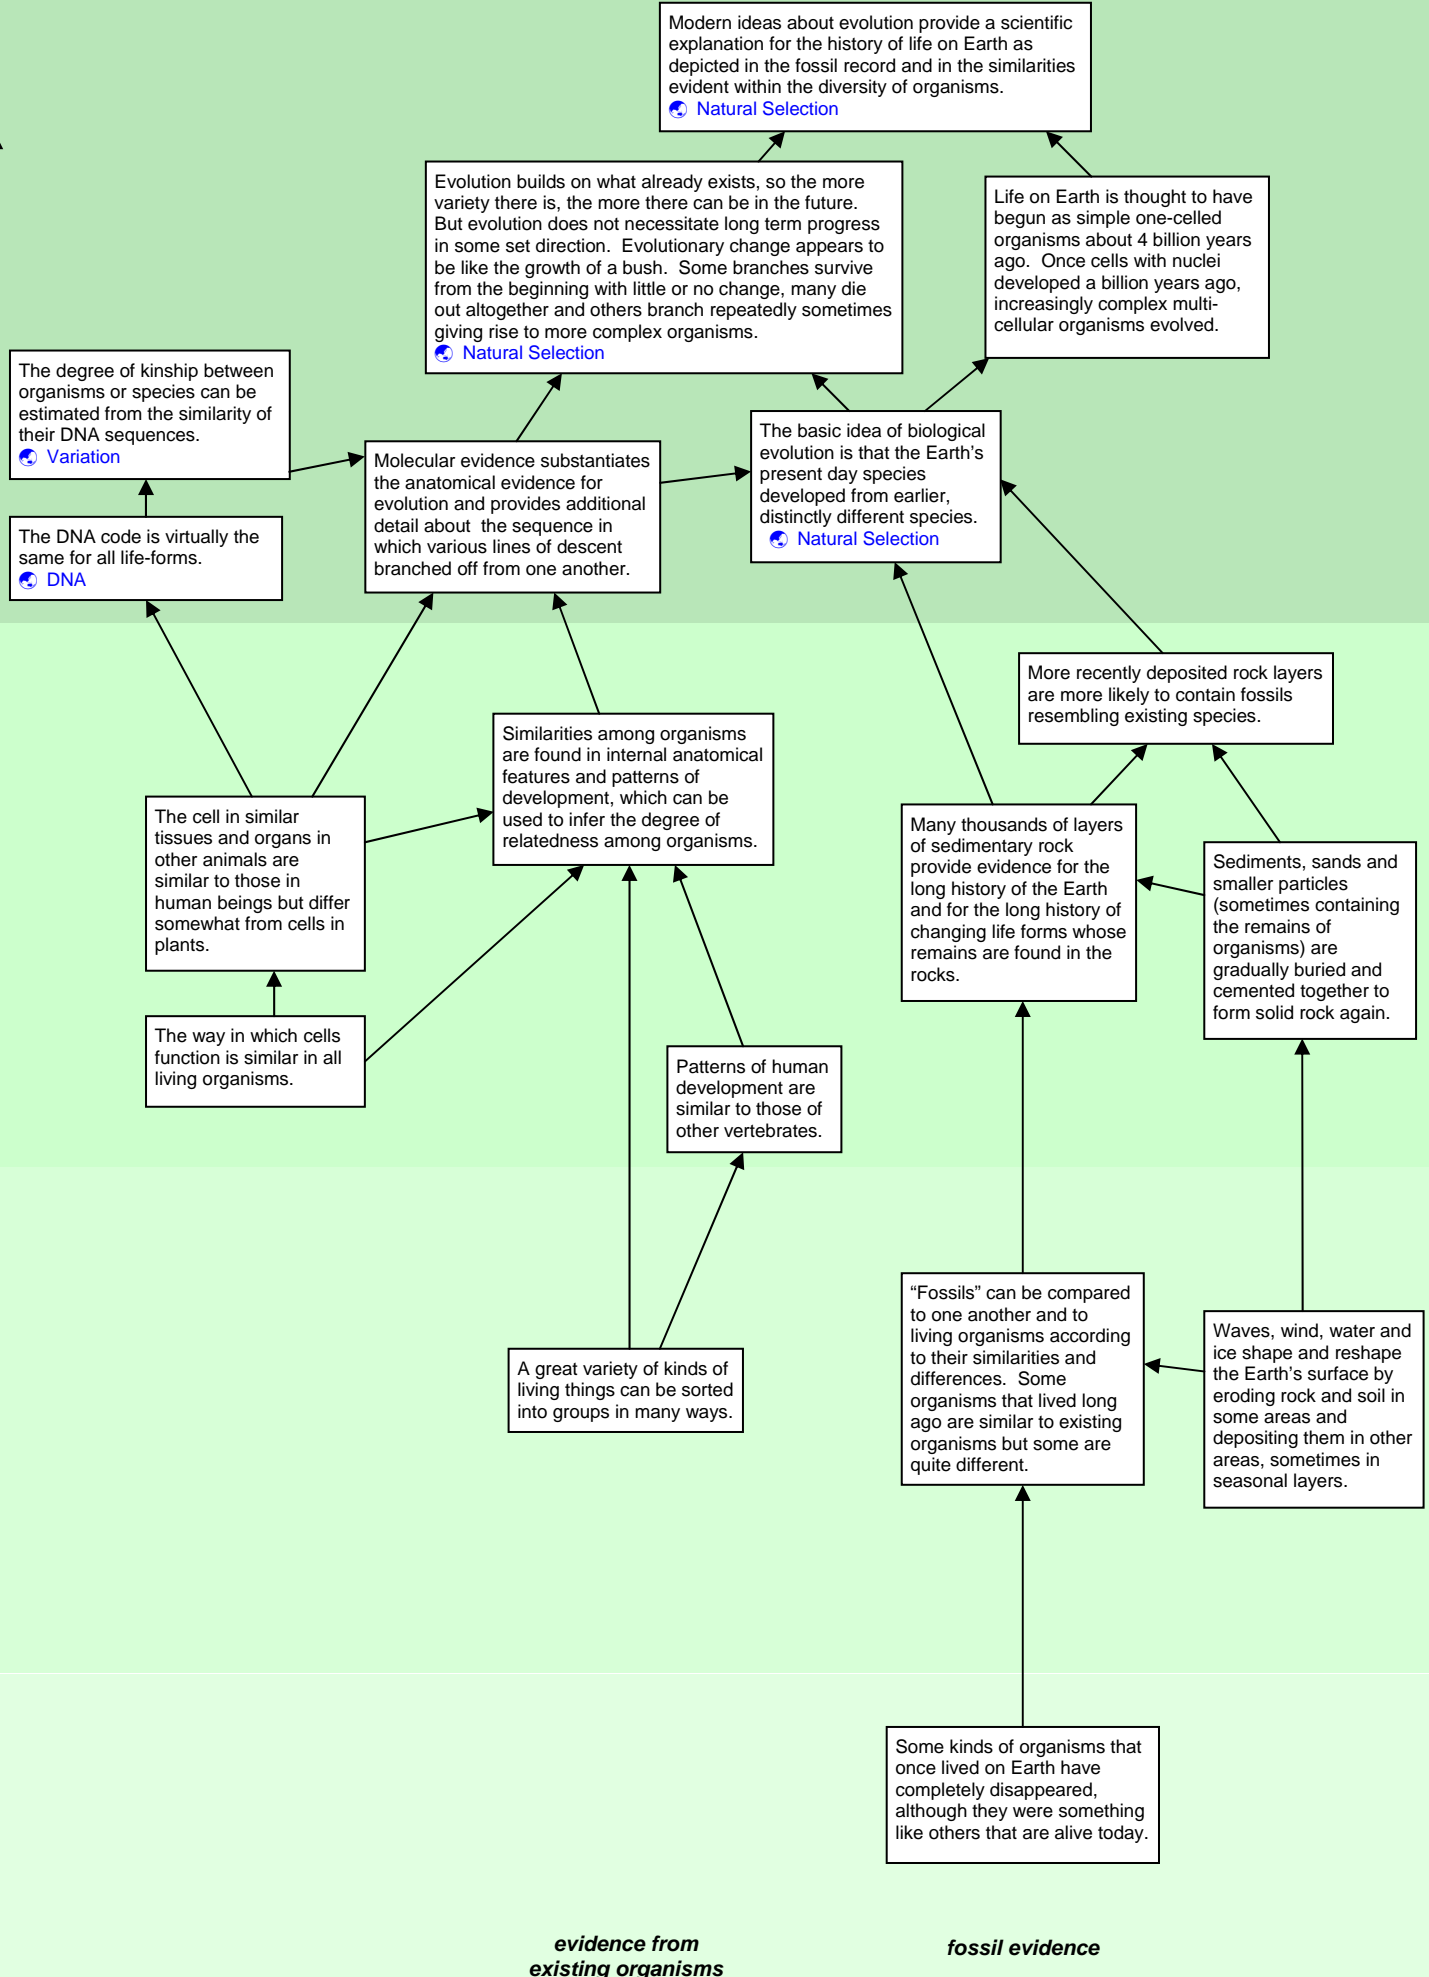 Modern ideas about evolution provide a scientific
explanation for the history of life on Earth as
depicted in the fossil record and in the similarities
evident within the diversity of organisms.
Natural Selection
Evolution builds on what already exists, so the more
variety there is, the more there can be in the future.
But evolution does not necessitate long term progress
in some set direction.  Evolutionary change appears to
be like the growth of a bush.  Some branches survive
from the beginning with little or no change, many die
out altogether and others branch repeatedly sometimes
giving rise to more complex organisms.
Natural Selection
Life on Earth is thought to have
begun as simple one-celled
organisms about 4 billion years
ago.  Once cells with nuclei
developed a billion years ago,
increasingly complex multi-
cellular organisms evolved.
The degree of kinship between
organisms or species can be
estimated from the similarity of
their DNA sequences.
Variation
Molecular evidence substantiates
the anatomical evidence for
evolution and provides additional
detail about  the sequence in
which various lines of descent
branched off from one another.
The basic idea of biological
evolution is that the Earth's
present day species
developed from earlier,
distinctly different species.
Natural Selection
The DNA code is virtually the
same for all life-forms.
DNA
More recently deposited rock layers
are more likely to contain fossils
resembling existing species.
Similarities among organisms
are found in internal anatomical
features and patterns of
development, which can be
used to infer the degree of
relatedness among organisms.
The cell in similar
tissues and organs in
other animals are
similar to those in
human beings but differ
somewhat from cells in
plants.
Many thousands of layers
of sedimentary rock
provide evidence for the
long history of the Earth
and for the long history of
changing life forms whose
remains are found in the
rocks.
Sediments, sands and
smaller particles
(sometimes containing
the remains of
organisms) are
gradually buried and
cemented together to
form solid rock again.
The way in which cells
function is similar in all
living organisms.
Patterns of human
development are
similar to those of
other vertebrates.
"Fossils" can be compared
to one another and to
living organisms according
to their similarities and
differences.  Some
organisms that lived long
ago are similar to existing
organisms but some are
quite different.
Waves, wind, water and
ice shape and reshape
the Earth's surface by
eroding rock and soil in
some areas and
depositing them in other
areas, sometimes in
seasonal layers.
A great variety of kinds of
living things can be sorted
into groups in many ways.
Some kinds of organisms that
once lived on Earth have
completely disappeared,
although they were something
like others that are alive today.
evidence from
existing organisms
fossil evidence